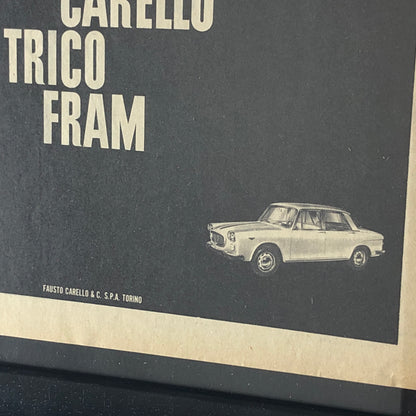 CARELLO
TRICO
FRAM
FAUSTO CARELLO & C. S.P.A. TORINO